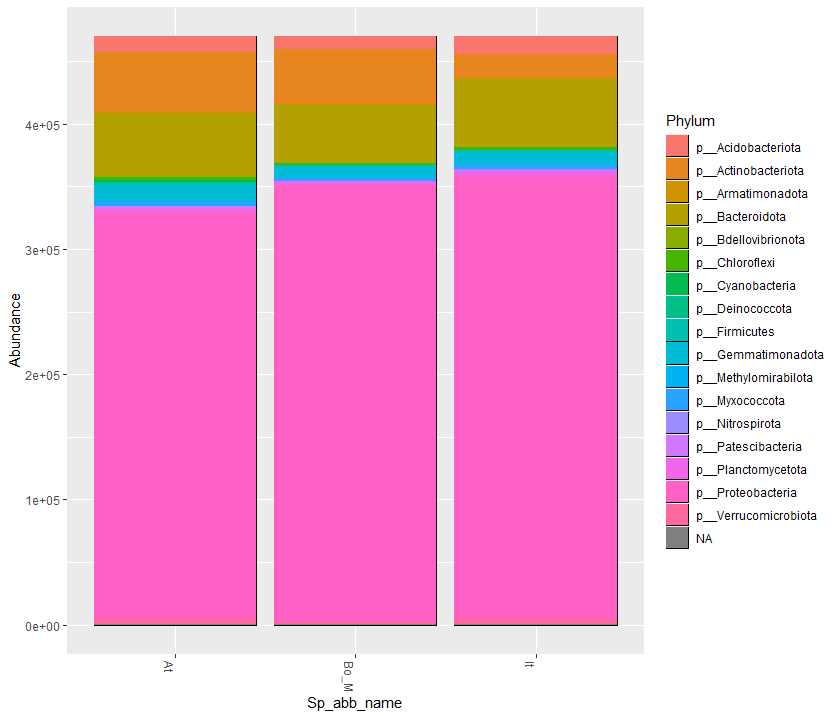 Phylum
p__Acidobacteriota
p__Actinobacteriota
p__Armatimonadota
p__Bacteroidota
p__Bdellovibrionota
p__Chloroflexi
p__Cyanobacteria
p__Deinococcota
p__Firmicutes
p__Gemmatimonadota
p__Methylomirabilota
p__Myxococcota
p__Nitrospirota
p__Patescibacteria
p__Planctomycetota
p__Proteobacteria
p__Verrucomicrobiota
NA
Abundance
4e+05
3e+05
2e+05
1e+05
0e+00
At
Bo_M
It
Sp_abb_name